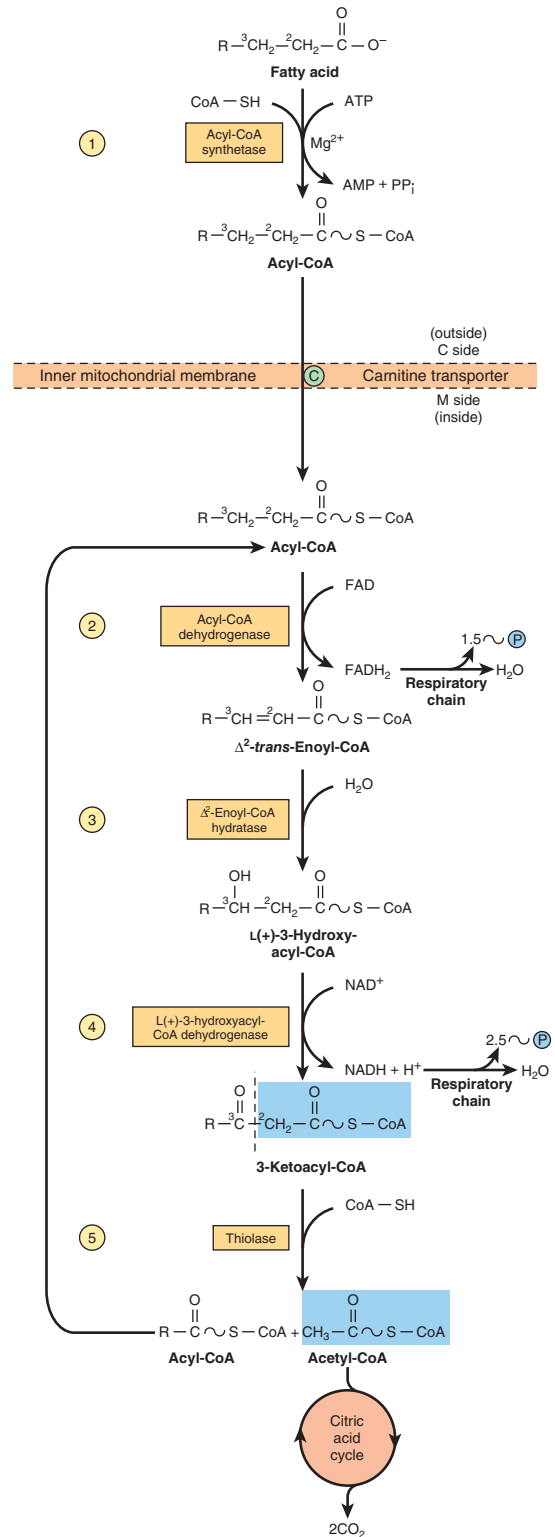 O
R—³CH₂—²CH₂—C—O⁻
Fatty acid
CoA—SH
ATP
1
Acyl-CoA
synthetase
Mg²⁺
AMP + PPi
O
R—³CH₂—²CH₂—C~S—CoA
Acyl-CoA
(outside)
C side
Inner mitochondrial membrane
C
Carnitine transporter
M side
(inside)
O
R—³CH₂—²CH₂—C~S—CoA
Acyl-CoA
FAD
2
Acyl-CoA
dehydrogenase
1.5~P
FADH₂
H₂O
Respiratory
chain
O
R—³CH=²CH—C~S—CoA
Δ²-trans-Enoyl-CoA
H₂O
3
Δ²-Enoyl-CoA
hydratase
OH
O
R—³CH—²CH₂—C~S—CoA
L(+)-3-Hydroxy-
acyl-CoA
NAD⁺
4
L(+)-3-hydroxyacyl-
CoA dehydrogenase
2.5~P
NADH + H⁺
H₂O
Respiratory
chain
O
O
R—³C—²CH₂—C~S—CoA
3-Ketoacyl-CoA
CoA—SH
5
Thiolase
O
O
R—C~S—CoA + CH₃—C~S—CoA
Acyl-CoA
Acetyl-CoA
Citric
acid
cycle
2CO₂